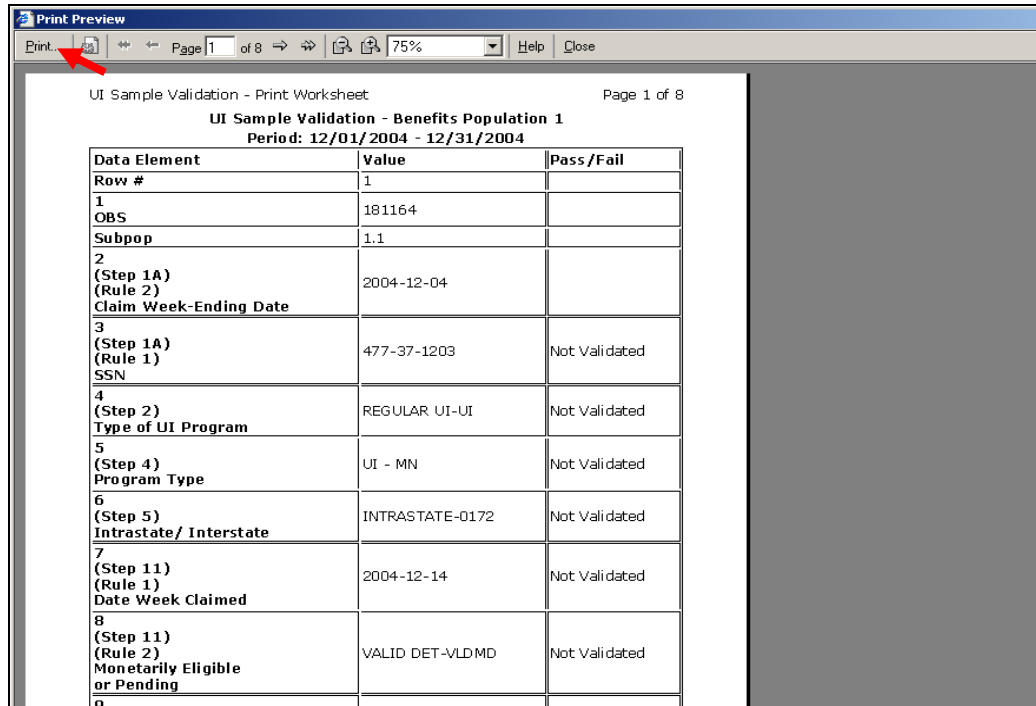 Print Preview
Print... Page 1 of 8 75% Help Close
UI Sample Validation - Print Worksheet Page 1 of 8
UI Sample Validation - Benefits Population 1
Period: 12/01/2004 - 12/31/2004
Data Element Value Pass/Fail
Row # 1
1
OBS 181164
Subpop 1.1
2
(Step 1A)
(Rule 2) 2004-12-04
Claim Week-Ending Date
3
(Step 1A)
(Rule 1) 477-37-1203 Not Validated
SSN
4
(Step 2) REGULAR UI-UI Not Validated
Type of UI Program
5
(Step 4) UI - MN Not Validated
Program Type
6
(Step 5) INTRASTATE-0172 Not Validated
Intrastate/ Interstate
7
(Step 11)
(Rule 1) 2004-12-14 Not Validated
Date Week Claimed
8
(Step 11)
(Rule 2) VALID DET-VLDMD Not Validated
Monetarily Eligible
or Pending